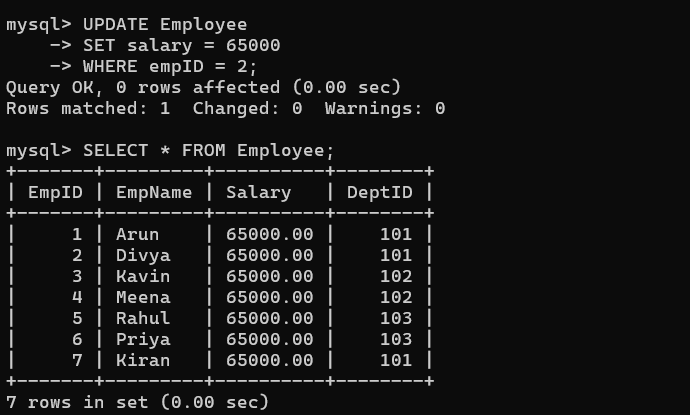 mysql> UPDATE Employee
    -> SET salary = 65000
    -> WHERE empID = 2;
Query OK, 0 rows affected (0.00 sec)
Rows matched: 1  Changed: 0  Warnings: 0

mysql> SELECT * FROM Employee;
+-------+---------+----------+--------+
| EmpID | EmpName | Salary   | DeptID |
+-------+---------+----------+--------+
|     1 | Arun    | 65000.00 |    101 |
|     2 | Divya   | 65000.00 |    101 |
|     3 | Kavin   | 65000.00 |    102 |
|     4 | Meena   | 65000.00 |    102 |
|     5 | Rahul   | 65000.00 |    103 |
|     6 | Priya   | 65000.00 |    103 |
|     7 | Kiran   | 65000.00 |    101 |
+-------+---------+----------+--------+
7 rows in set (0.00 sec)